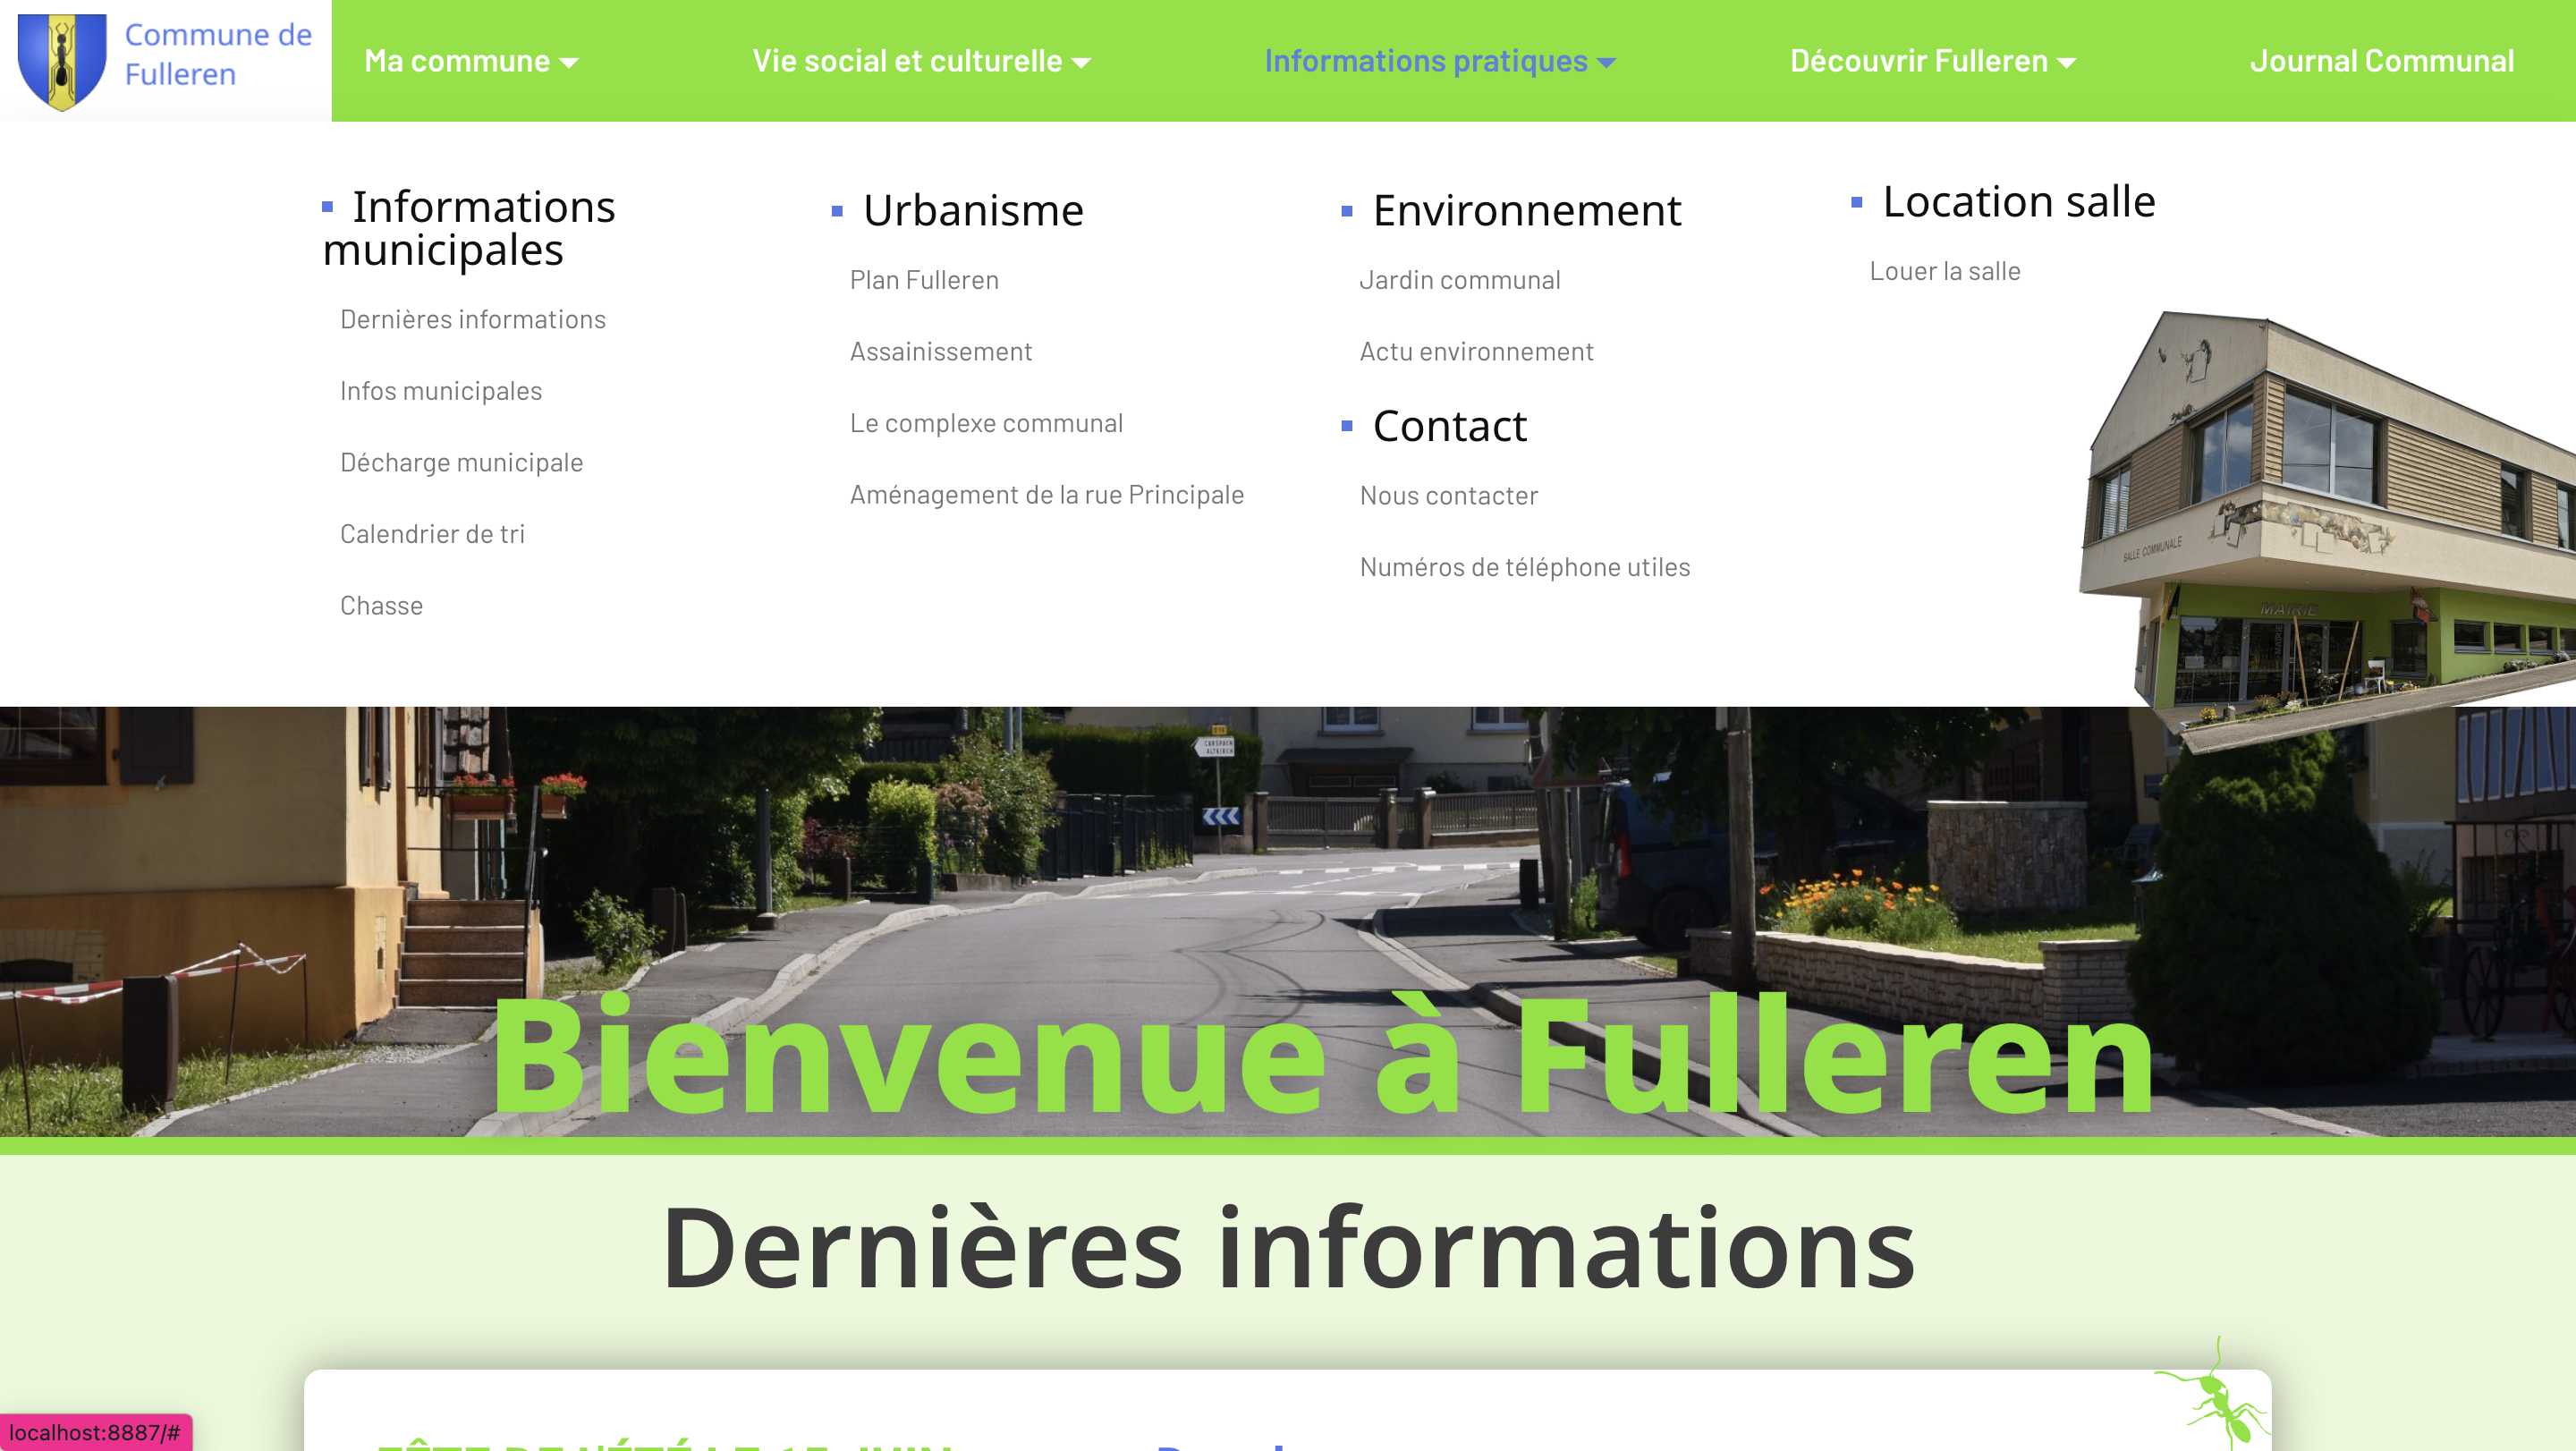 Commune de
Fulleren
Ma commune
Vie social et culturelle
Informations pratiques
Découvrir Fulleren
Journal Communal
Informations
municipales
Dernières informations
Infos municipales
Décharge municipale
Calendrier de tri
Chasse
Urbanisme
Plan Fulleren
Assainissement
Le complexe communal
Aménagement de la rue Principale
Environnement
Jardin communal
Actu environnement
Contact
Nous contacter
Numéros de téléphone utiles
Location salle
Louer la salle
SALLE COMMUNALE
MAIRIE
CARSPACH
ALTKIRCH
Bienvenue à Fulleren
Dernières informations
localhost:8887/#